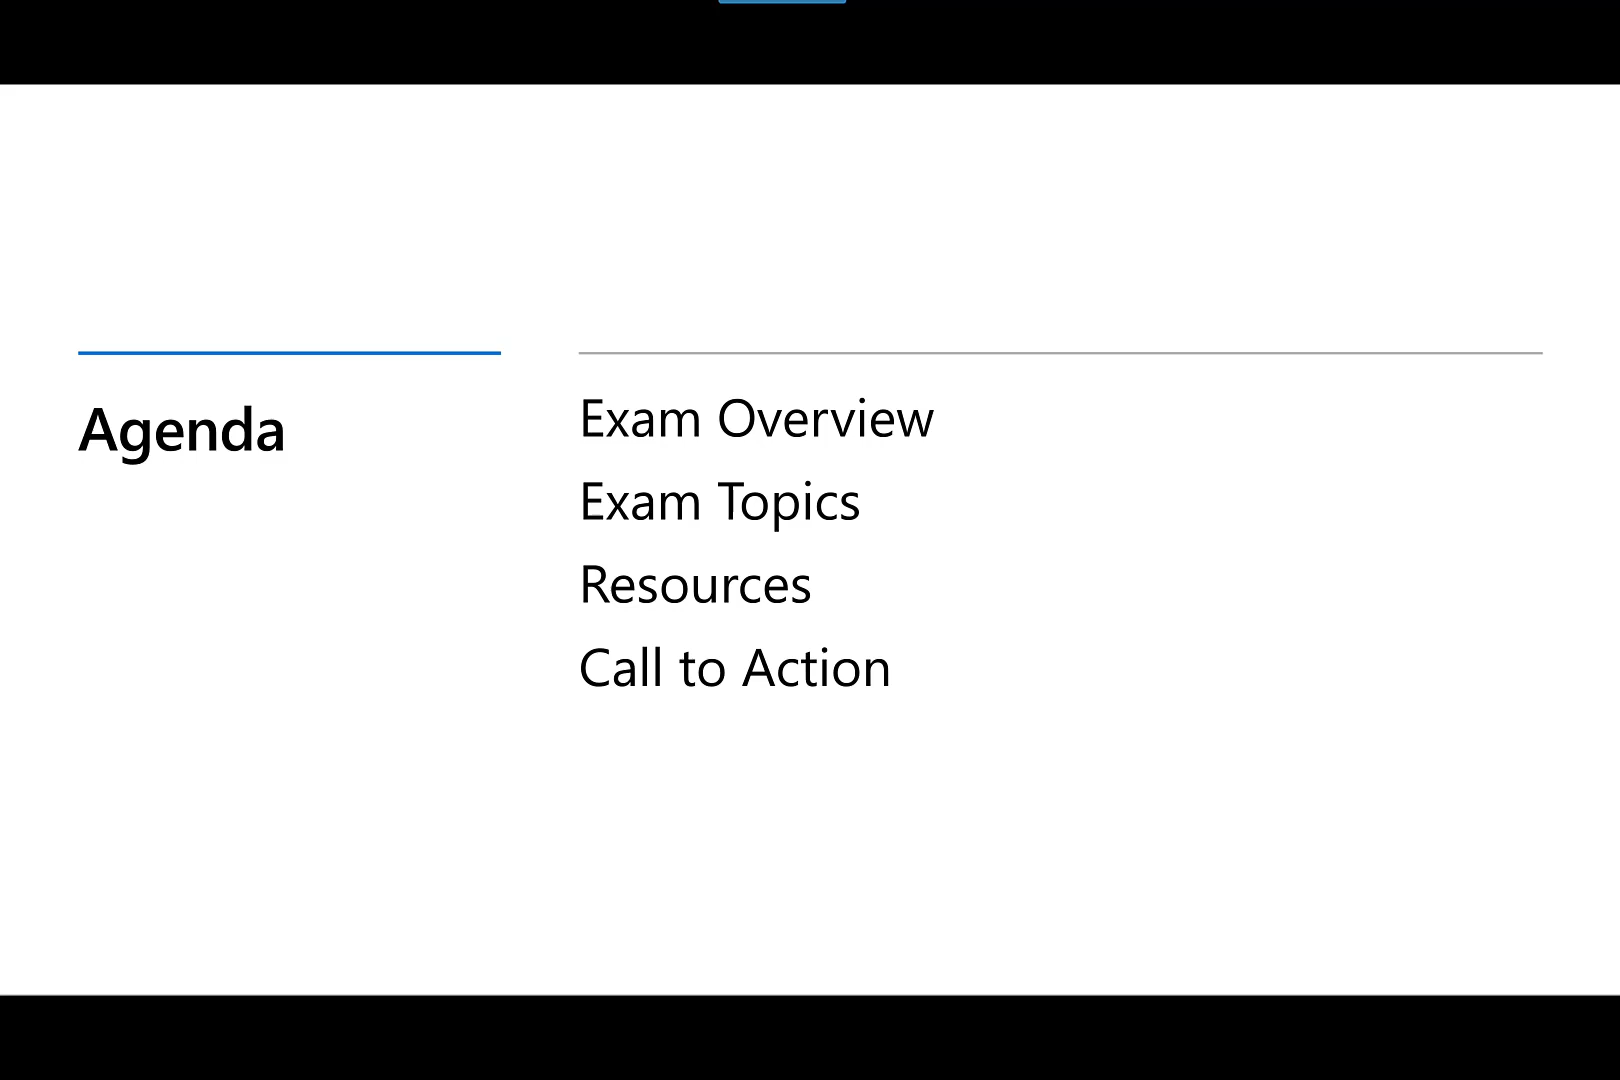 Agenda
Exam Overview
Exam Topics
Resources
Call to Action